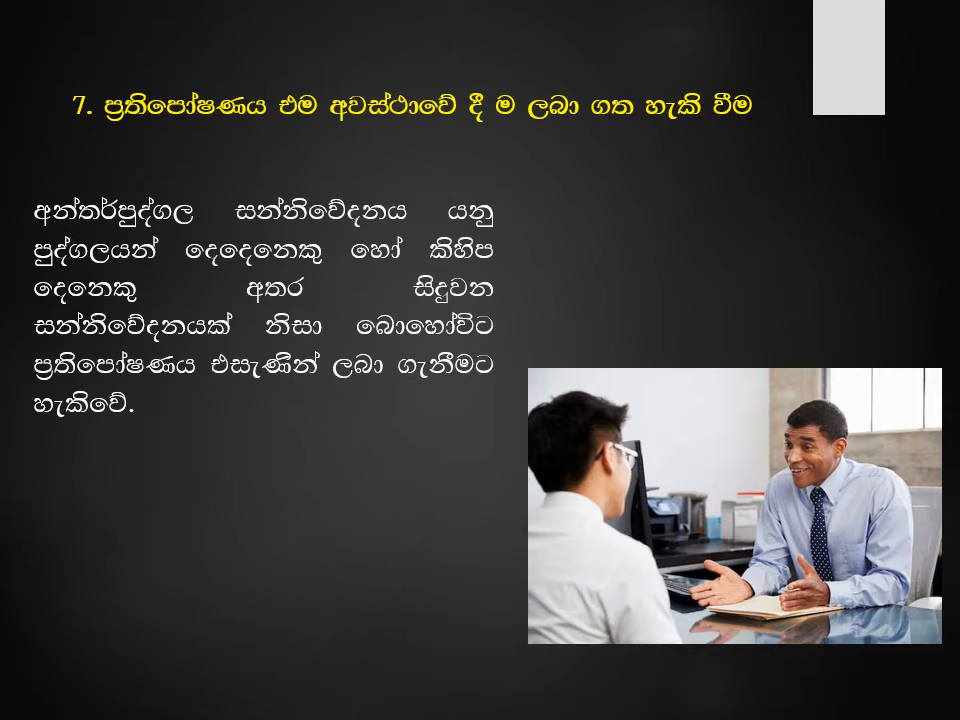 7. ප්‍රතිපෝෂණය එම අවස්ථාවේ දී ම ලබා ගත හැකි වීම
අන්තර්පුද්ගල සන්නිවේදනය යනු
පුද්ගලයන් දෙදෙනෙකු හෝ කිහිප
දෙනෙකු අතර සිදුවන
සන්නිවේදනයක් නිසා බොහෝවිට
ප්‍රතිපෝෂණය එසැණින් ලබා ගැනීමට
හැකිවේ.